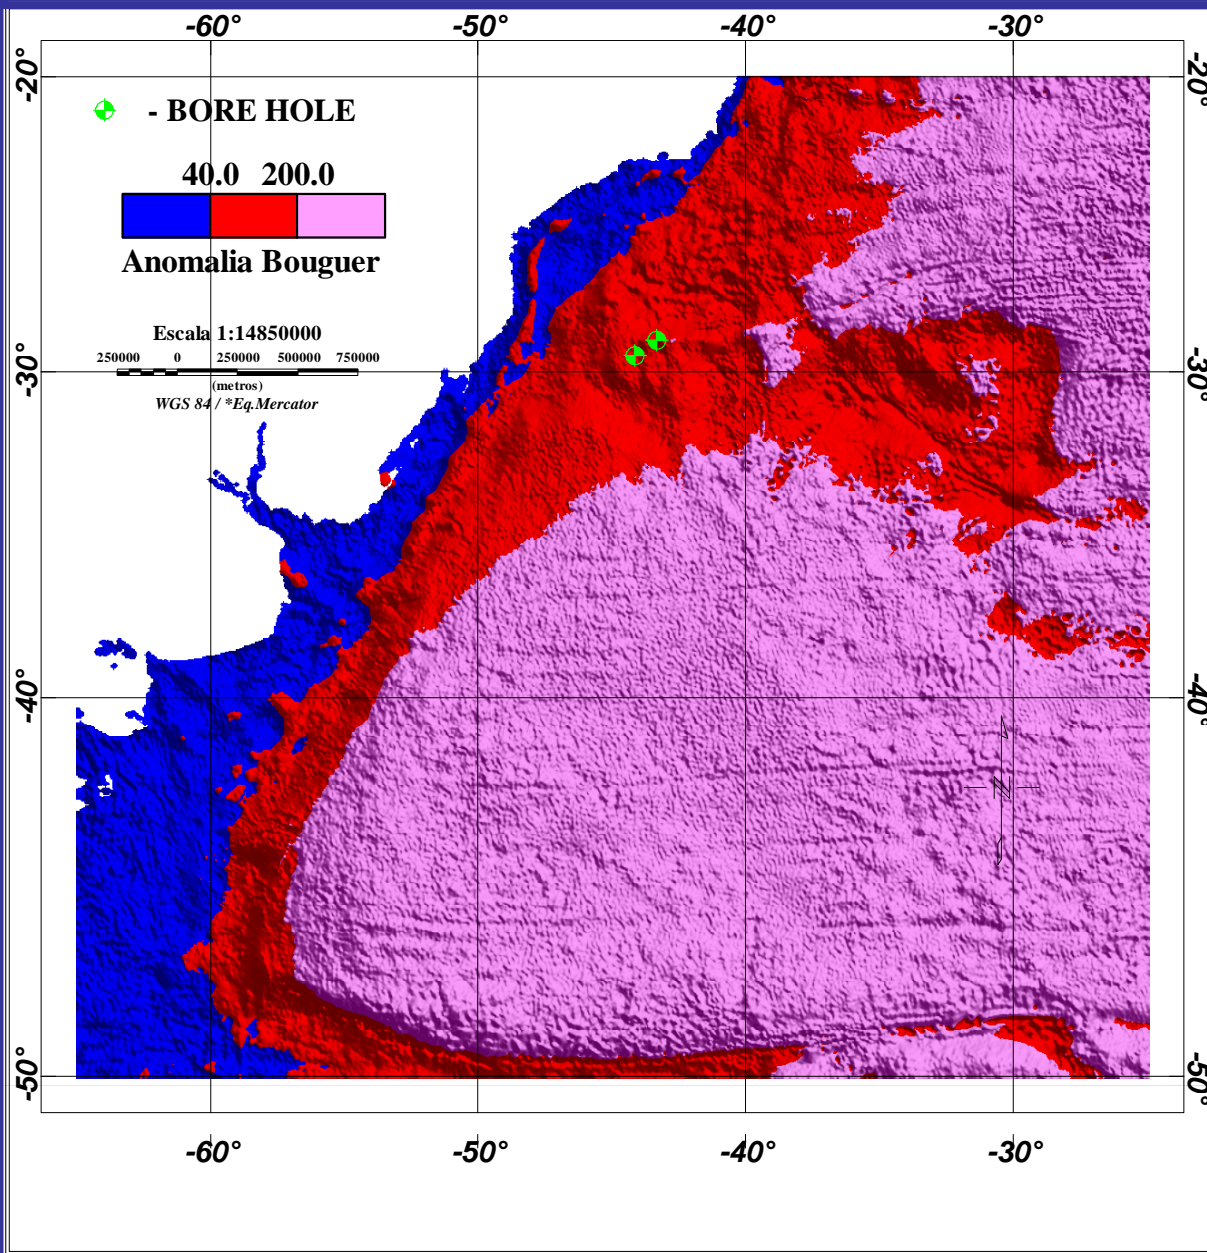 -60° -50° -40° -30°
-20° -20°
- BORE HOLE
40.0 200.0
Anomalia Bouguer
Escala 1:14850000
250000 0 250000 500000 750000
(metros)
WGS 84 / *Eq.Mercator
-30° -30°
-40° -40°
-50° -50°
-60° -50° -40° -30°